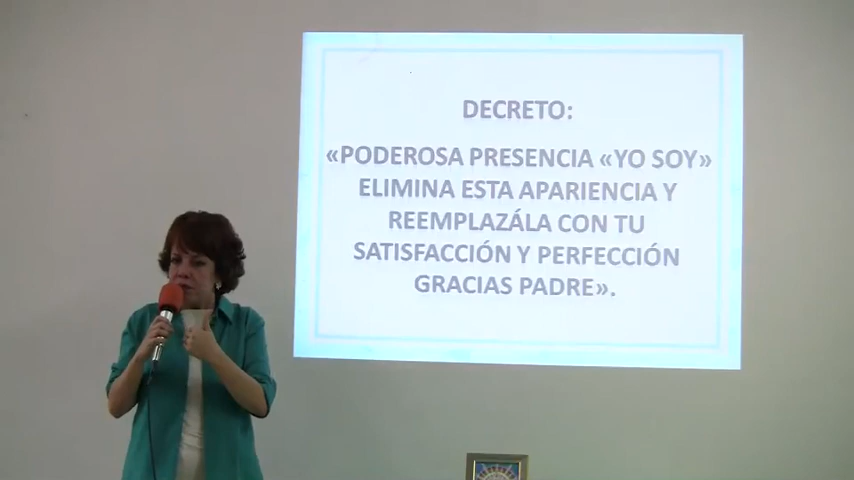 DECRETO:
«PODEROSA PRESENCIA «YO SOY»
ELIMINA ESTA APARIENCIA Y
REEMPLAZÁLA CON TU
SATISFACCIÓN Y PERFECCIÓN
GRACIAS PADRE».